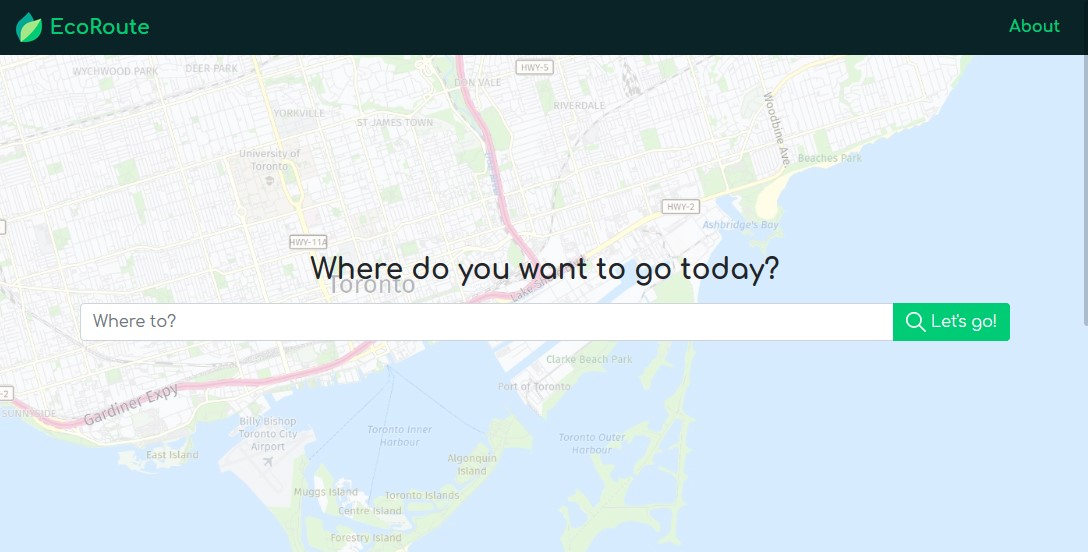 EcoRoute
About
WYCHWOOD PARK
DEER PARK
HWY-5
DON VALE
YORKVILLE
RIVERDALE
ST JAMES TOWN
Woodbine Ave.
University of
Toronto
Beaches Park
HWY-2
Ashbridge's Bay
HWY-11A
Where do you want to go today?
Toronto
Where to?
Let's go!
Clarke Beach Park
Port of Toronto
-2
SUNNYSIDE
Gardiner Expy
Billy Bishop
Toronto City
Airport
Toronto Inner
Harbour
Toronto Outer
Harbour
East Island
Algonquin
Island
Muggs Island
Toronto Islands
Centre Island
Forestry Island